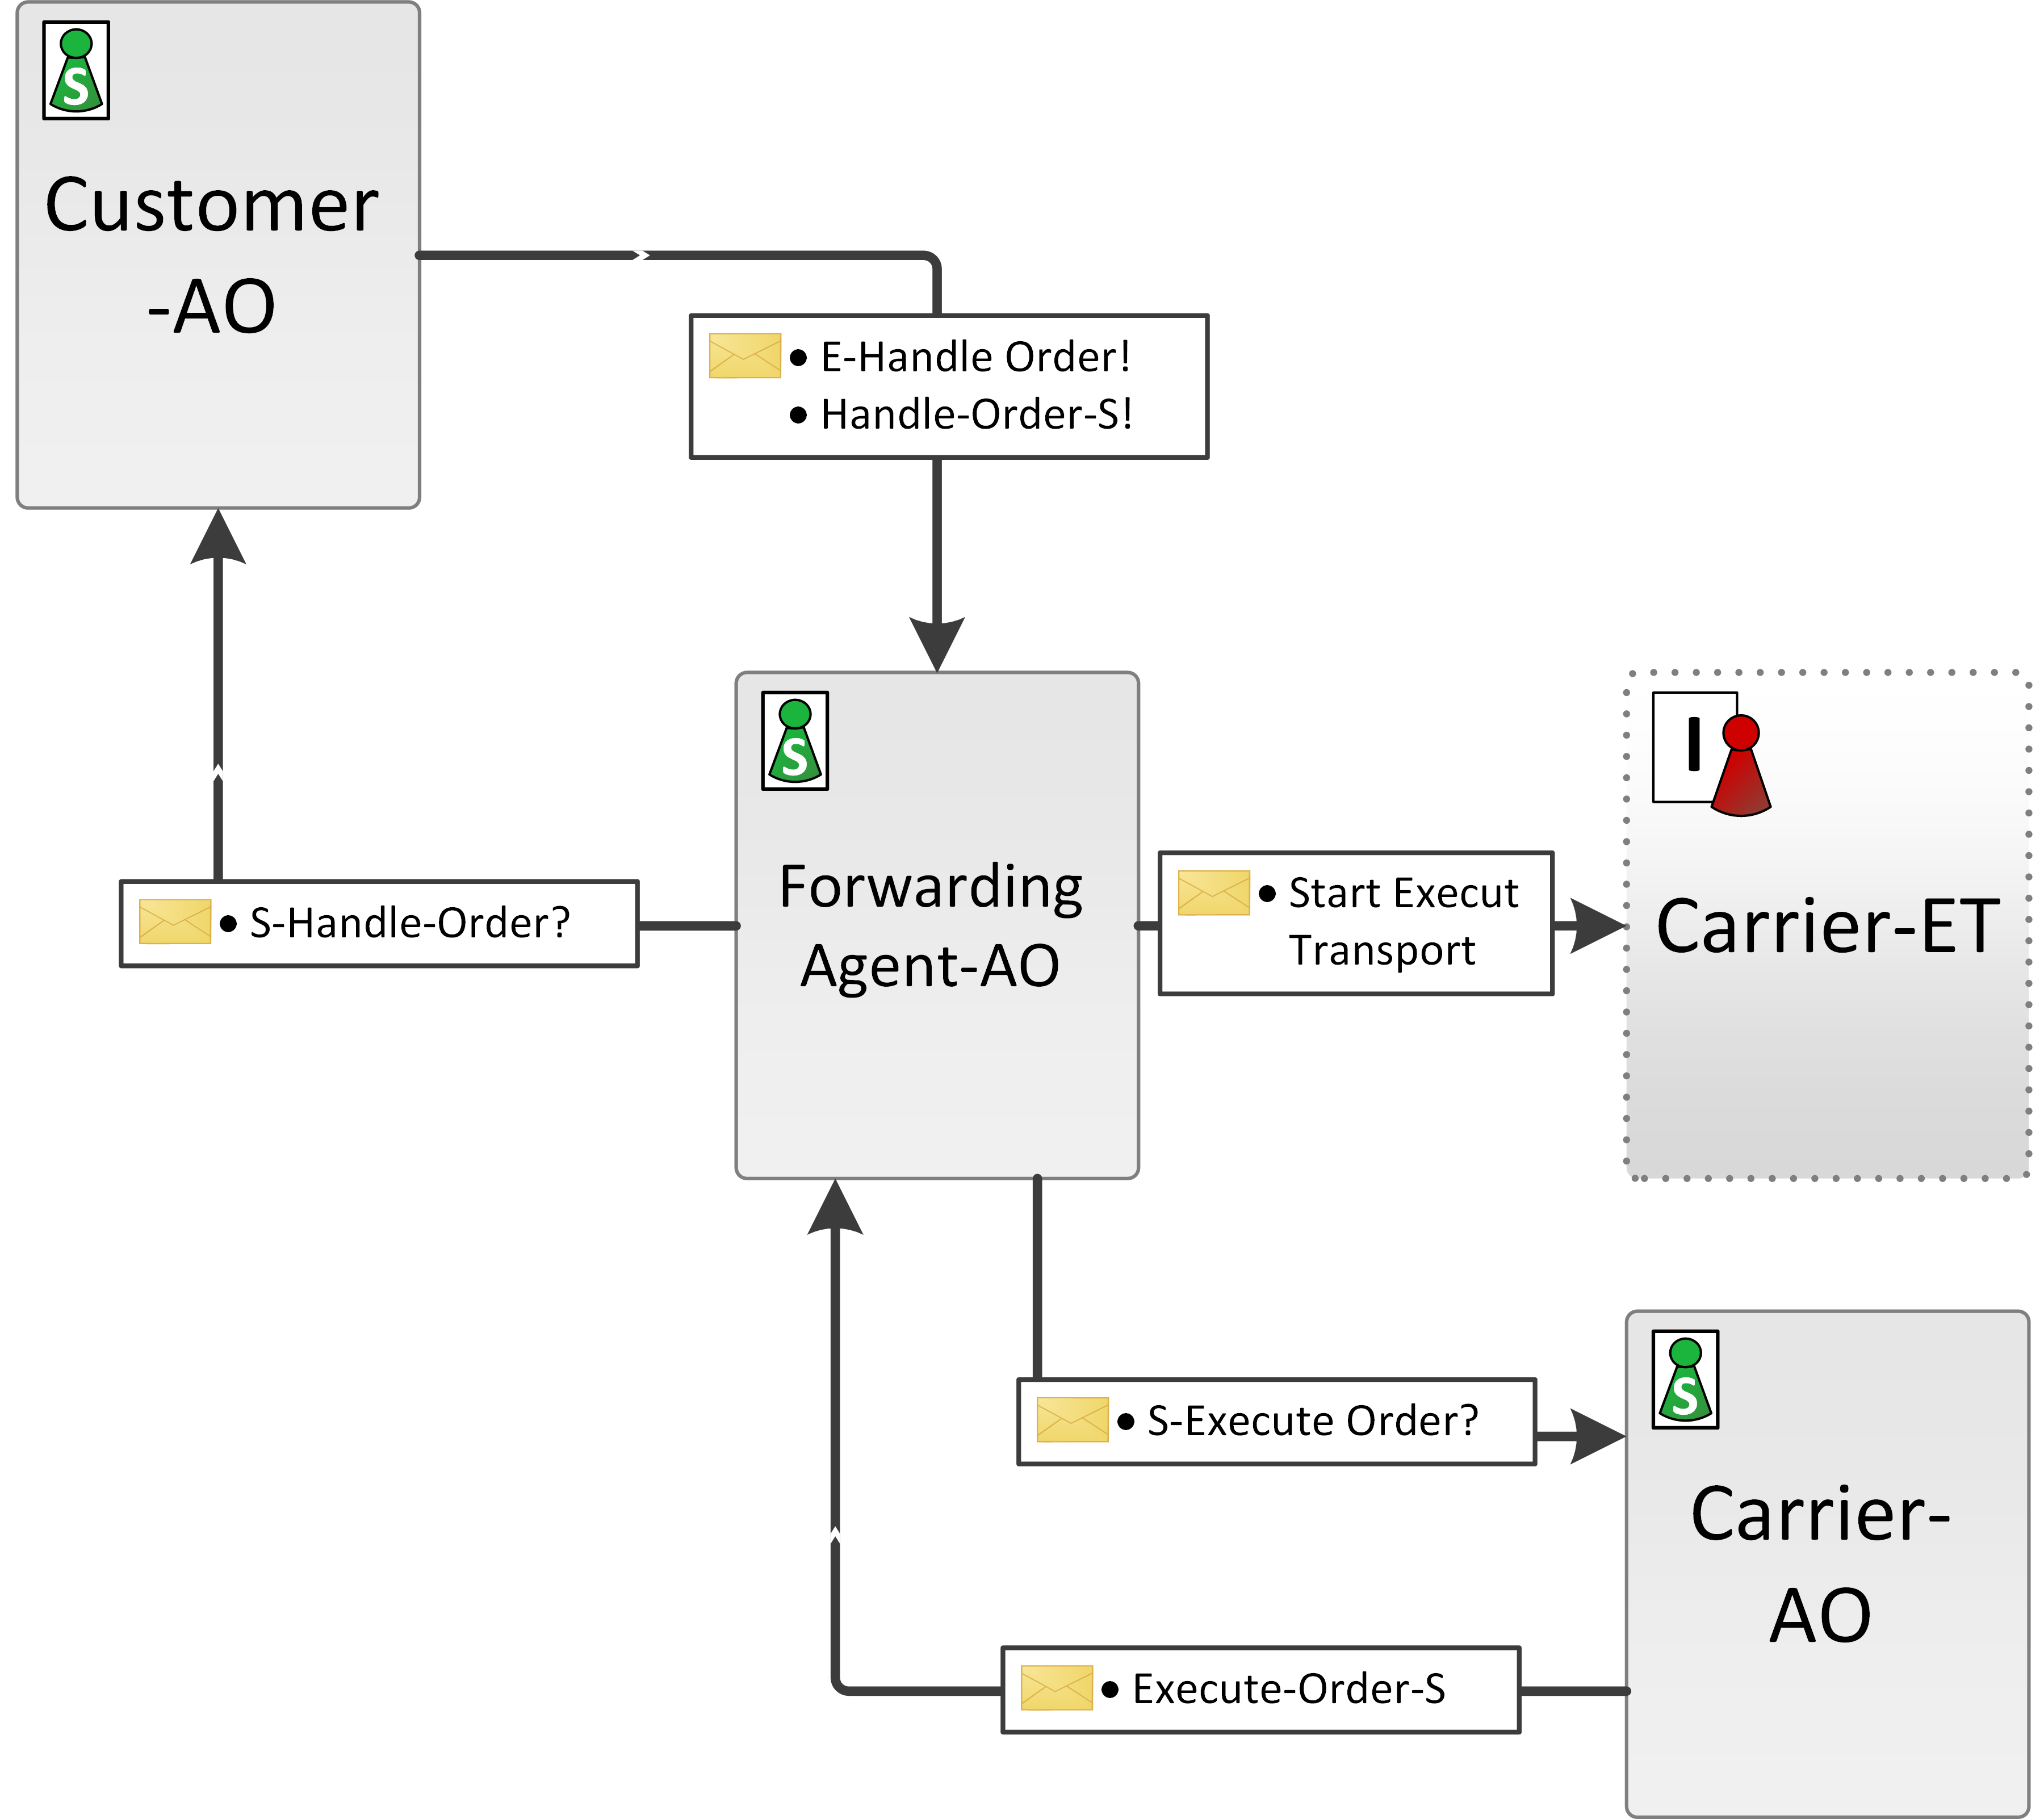 S
Customer
-AO
• E-Handle Order!
• Handle-Order-S!
S
Forwarding
Agent-AO
• S-Handle-Order?
• Start Execut
Transport
I
Carrier-ET
• S-Execute Order?
S
Carrier-
AO
• Execute-Order-S